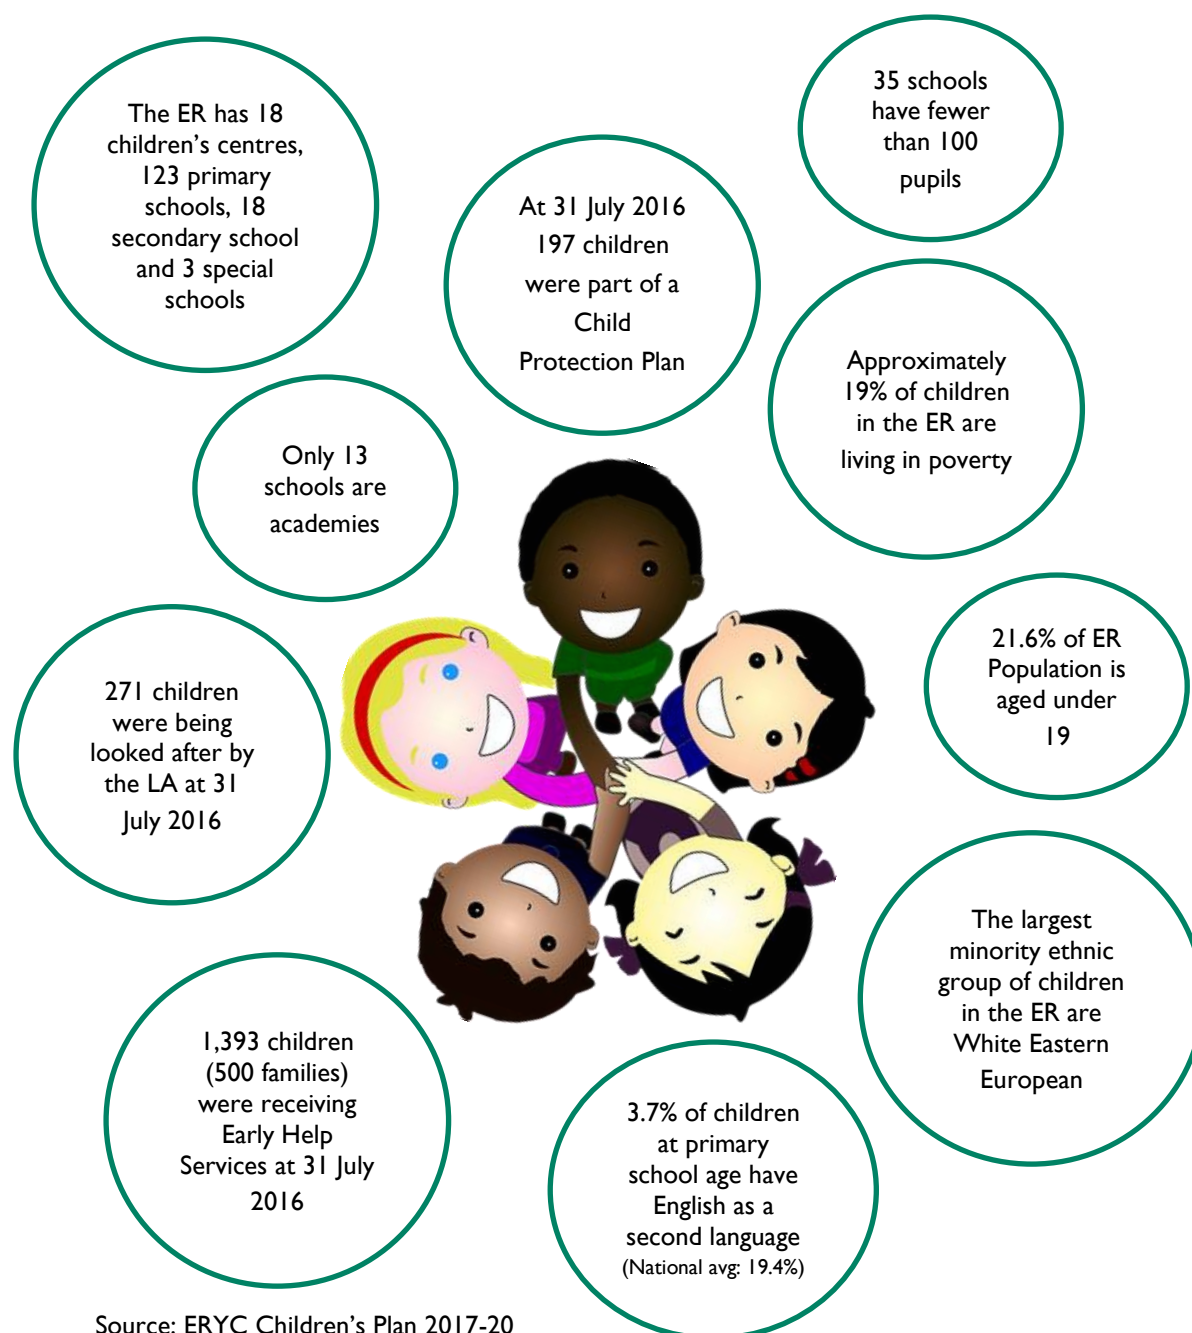 The ER has 18
children’s centres,
123 primary
schools, 18
secondary school
and 3 special
schools
35 schools
have fewer
than 100
pupils
At 31 July 2016
197 children
were part of a
Child
Protection Plan
Approximately
19% of children
in the ER are
living in poverty
Only 13
schools are
academies
21.6% of ER
Population is
aged under
19
271 children
were being
looked after by
the LA at 31
July 2016
The largest
minority ethnic
group of children
in the ER are
White Eastern
European
1,393 children
(500 families)
were receiving
Early Help
Services at 31 July
2016
3.7% of children
at primary
school age have
English as a
second language
(National avg: 19.4%)
Source: ERYC Children’s Plan 2017-20